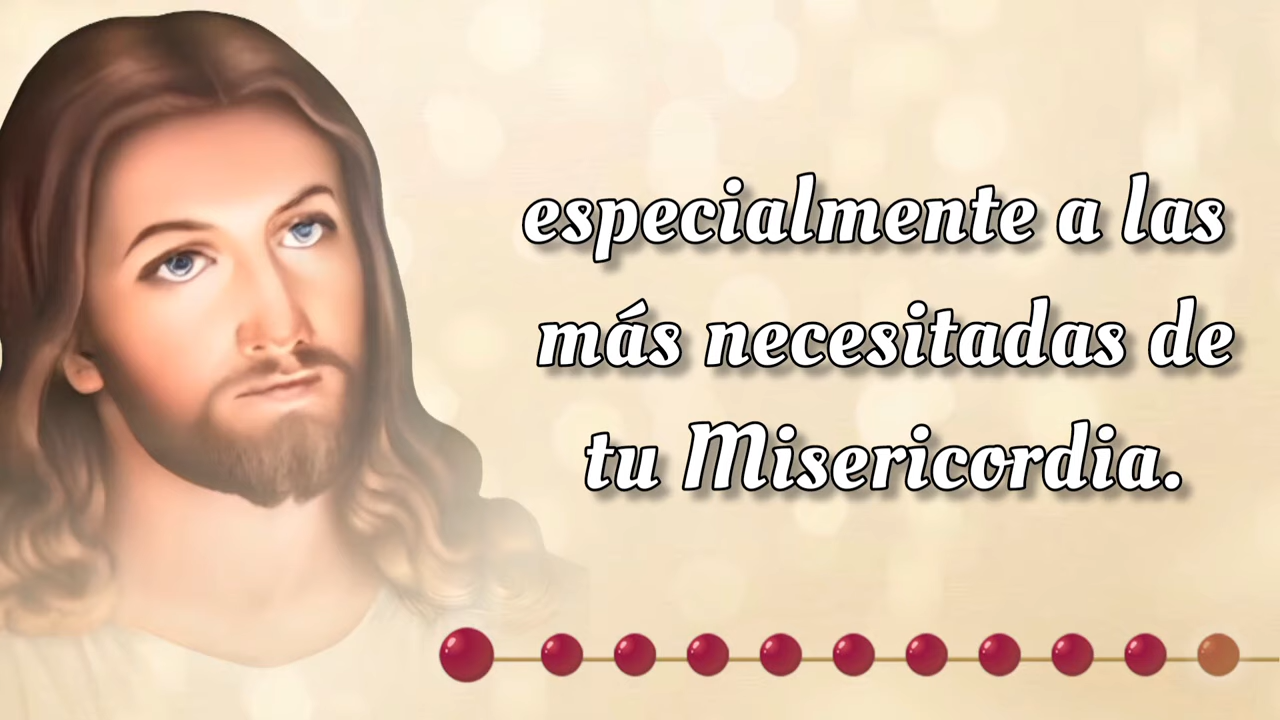 especialmente a las
más necesitadas de
tu Misericordia.